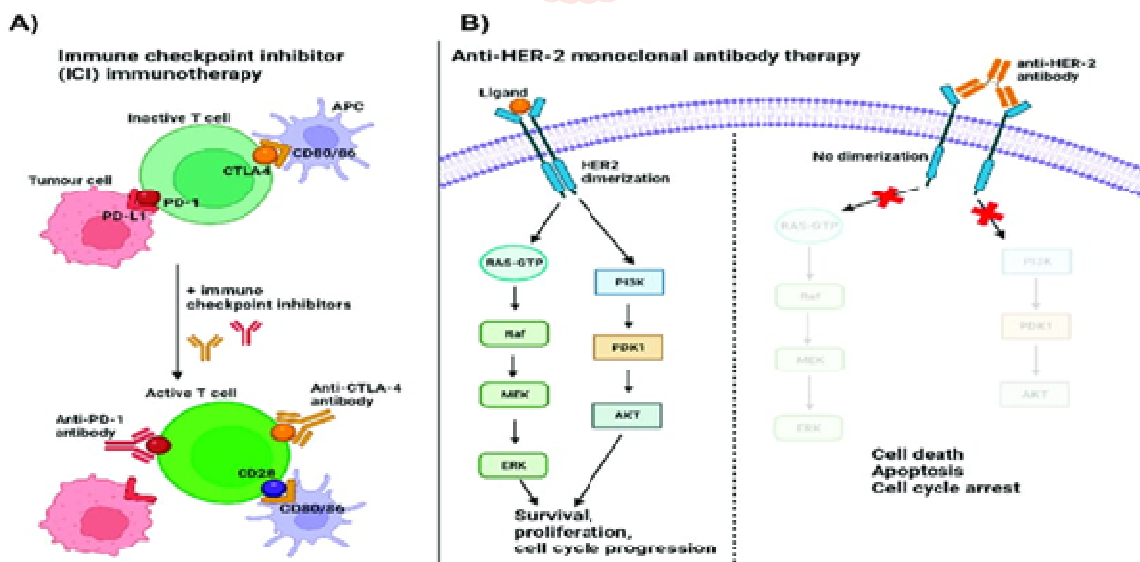 A)
Immune checkpoint inhibitor
(ICI) immunotherapy
APC
Inactive T cell
CD80/86
CTLA4
Tumour cell
PD-1
PD-L1
+ immune
checkpoint inhibitors
Active T cell
Anti-CTLA-4
antibody
Anti-PD-1
antibody
CD28
CD80/86
B)
Anti-HER-2 monoclonal antibody therapy
Ligand
HER2
dimerization
RAS-GTP
PI3K
Raf
PDK1
MEK
AKT
ERK
Survival,
proliferation,
cell cycle progression
anti-HER-2
antibody
No dimerization
RAS-GTP
PI3K
Raf
PDK1
MEK
AKT
ERK
Cell death
Apoptosis
Cell cycle arrest